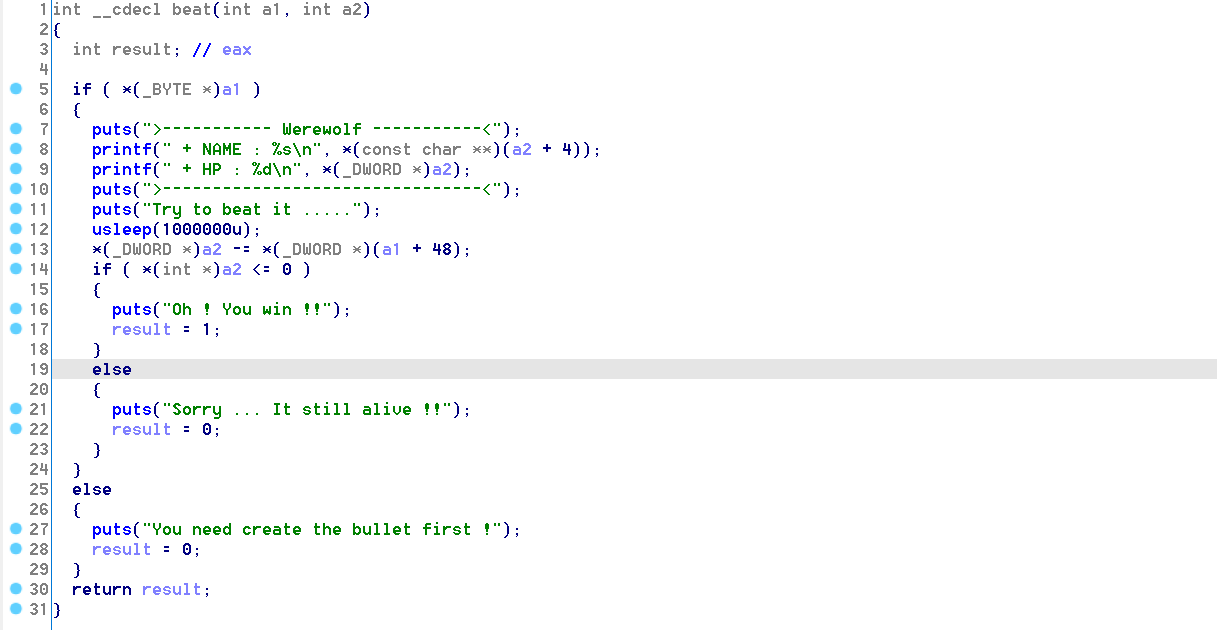 1 int __cdecl beat(int a1, int a2)
2 {
3   int result; // eax
4
5   if ( *(_BYTE *)a1 )
6   {
7     puts(">----------- Werewolf -----------<");
8     printf(" + NAME : %s\n", *(const char **)(a2 + 4));
9     printf(" + HP : %d\n", *(_DWORD *)a2);
10     puts(">--------------------------------<");
11     puts("Try to beat it .....");
12     usleep(1000000u);
13     *(_DWORD *)a2 -= *(_DWORD *)(a1 + 48);
14     if ( *(int *)a2 <= 0 )
15     {
16       puts("Oh ! You win !!");
17       result = 1;
18     }
19     else
20     {
21       puts("Sorry ... It still alive !!");
22       result = 0;
23     }
24   }
25   else
26   {
27     puts("You need create the bullet first !");
28     result = 0;
29   }
30   return result;
31 }